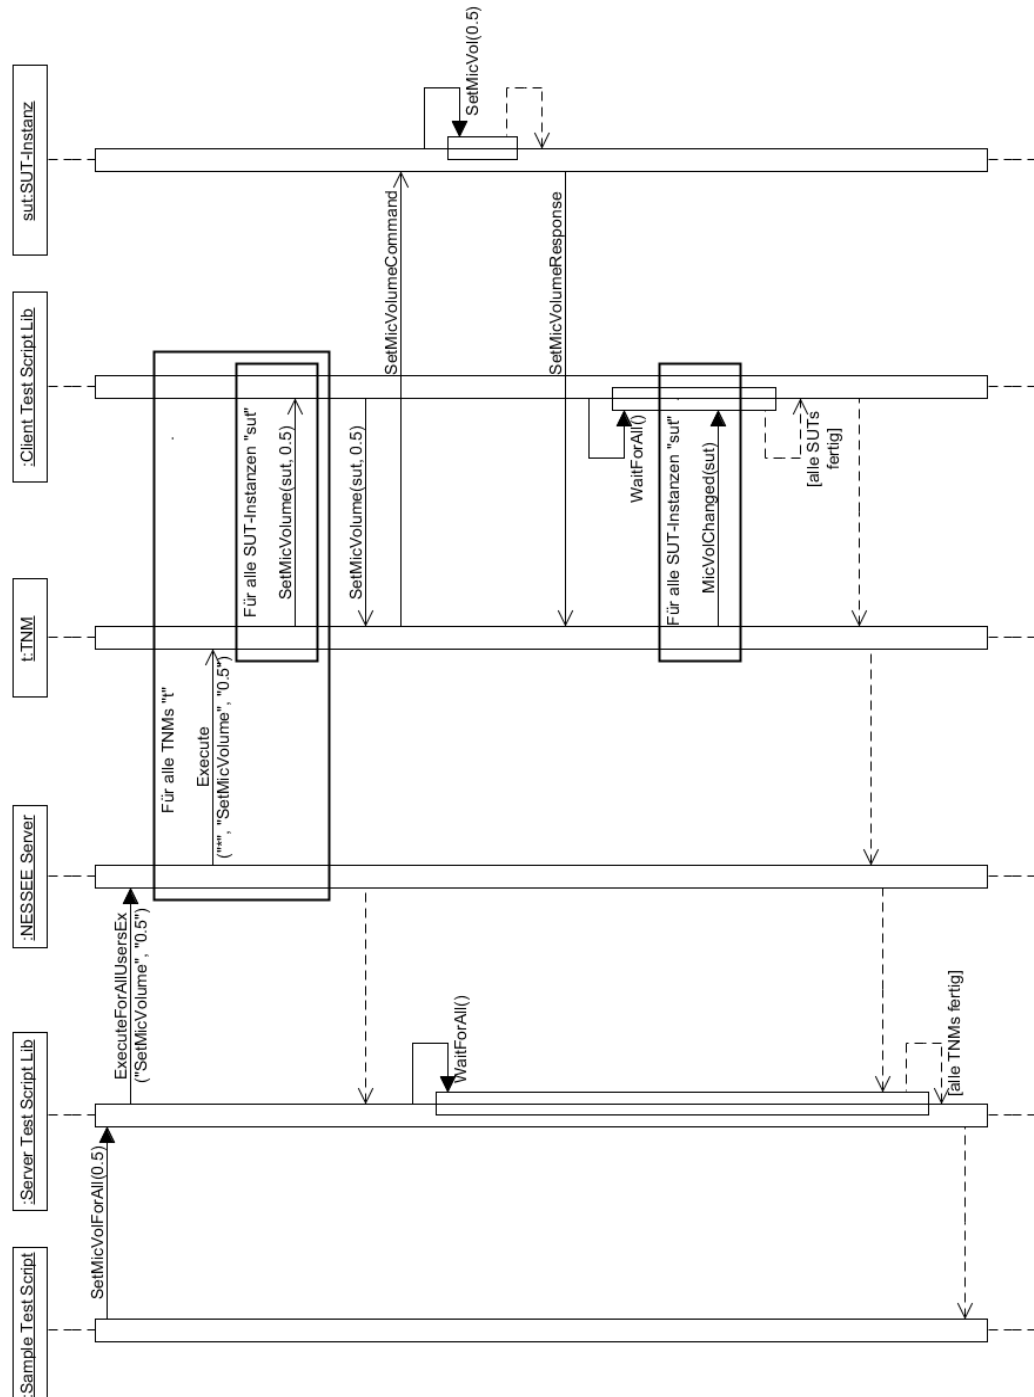 :Sample Test Script
:Server Test Script Lib
:NESSEE Server
t:TNM
:Client Test Script Lib
sut:SUT-Instanz
SetMicVolForAll(0.5)
ExecuteForAllUsersEx
("SetMicVolume", "0.5")
Für alle TNMs "t"
Execute
("*", "SetMicVolume", "0.5")
Für alle SUT-Instanzen "sut"
SetMicVolume(sut, 0.5)
SetMicVolume(sut, 0.5)
SetMicVolumeCommand
SetMicVol(0.5)
WaitForAll()
SetMicVolumeResponse
WaitForAll()
Für alle SUT-Instanzen "sut"
MicVolChanged(sut)
[alle SUTs
fertig]
[alle TNMs fertig]